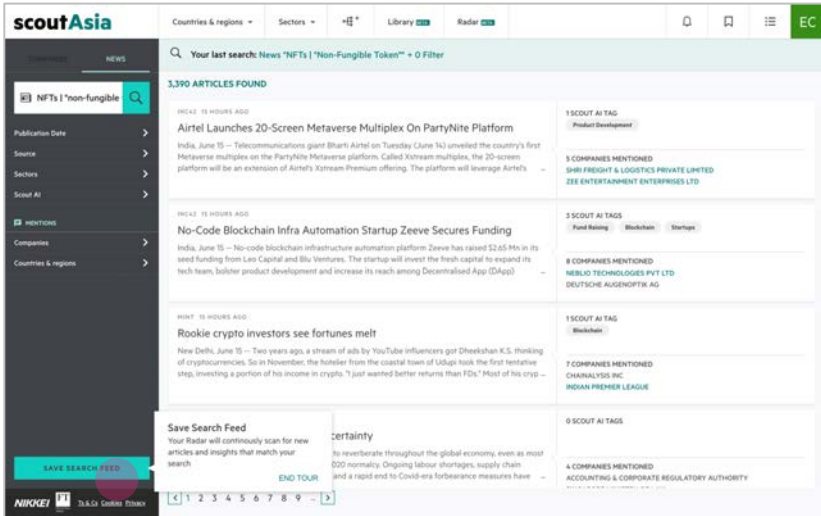 scoutAsia
Countries & regions
Sectors
Library BETA
Radar BETA
EC
NEWS
Your last search: News "NFTs | "Non-Fungible Token"" + 0 Filter
3,390 ARTICLES FOUND
NFTs | "non-fungible
Publication Date
Source
Sectors
Scout AI
MENTIONS
Companies
Countries & regions
INC42 15 HOURS AGO
Airtel Launches 20-Screen Metaverse Multiplex On PartyNite Platform
India, June 15 — Telecommunications giant Bharti Airtel on Tuesday (June 14) unveiled the country's first
Metaverse multiplex on the PartyNite Metaverse platform. Called Xstream multiplex, the 20-screen
platform will be an extension of Airtel's Xstream Premium offering. The platform will leverage Airtel's ...
1 SCOUT AI TAG
Product Development
5 COMPANIES MENTIONED
SHRI FREIGHT & LOGISTICS PRIVATE LIMITED
ZEE ENTERTAINMENT ENTERPRISES LTD
INC42 15 HOURS AGO
No-Code Blockchain Infra Automation Startup Zeeve Secures Funding
India, June 15 — No-code blockchain infrastructure automation platform Zeeve has raised $2.65 Mn in its
seed funding from Leo Capital and Blu Ventures. The startup will invest the fresh capital to expand its
tech team, bolster product development and increase its reach among Decentralised App (DApp) ...
3 SCOUT AI TAGS
Fund Raising Blockchain Startups
8 COMPANIES MENTIONED
NEBLIO TECHNOLOGIES PVT LTD
DEUTSCHE AUGENOPTIK AG
MINT 15 HOURS AGO
Rookie crypto investors see fortunes melt
New Delhi, June 15 — Two years ago, a stream of ads by YouTube influencers got Dheekshan K.S. thinking
of cryptocurrencies. So in November, the hotelier from the coastal town of Udupi took the first tentative
step, investing a portion of his income in crypto. "I just wanted better returns than FDs." Most of his cryp ...
1 SCOUT AI TAG
Blockchain
7 COMPANIES MENTIONED
CHAINALYSIS INC
INDIAN PREMIER LEAGUE
certainty
to reverberate throughout the global economy, even as most
020 normalcy. Ongoing labour shortages, supply chain
and a rapid end to Covid-era forbearance measures have ...
0 SCOUT AI TAGS
4 COMPANIES MENTIONED
ACCOUNTING & CORPORATE REGULATORY AUTHORITY
Save Search Feed
Your Radar will continously scan for new
articles and insights that match your
search
END TOUR
SAVE SEARCH FEED
NIKKEI FT Ts & Cs Cookies Privacy
< 1 2 3 4 5 6 7 8 9 ... >